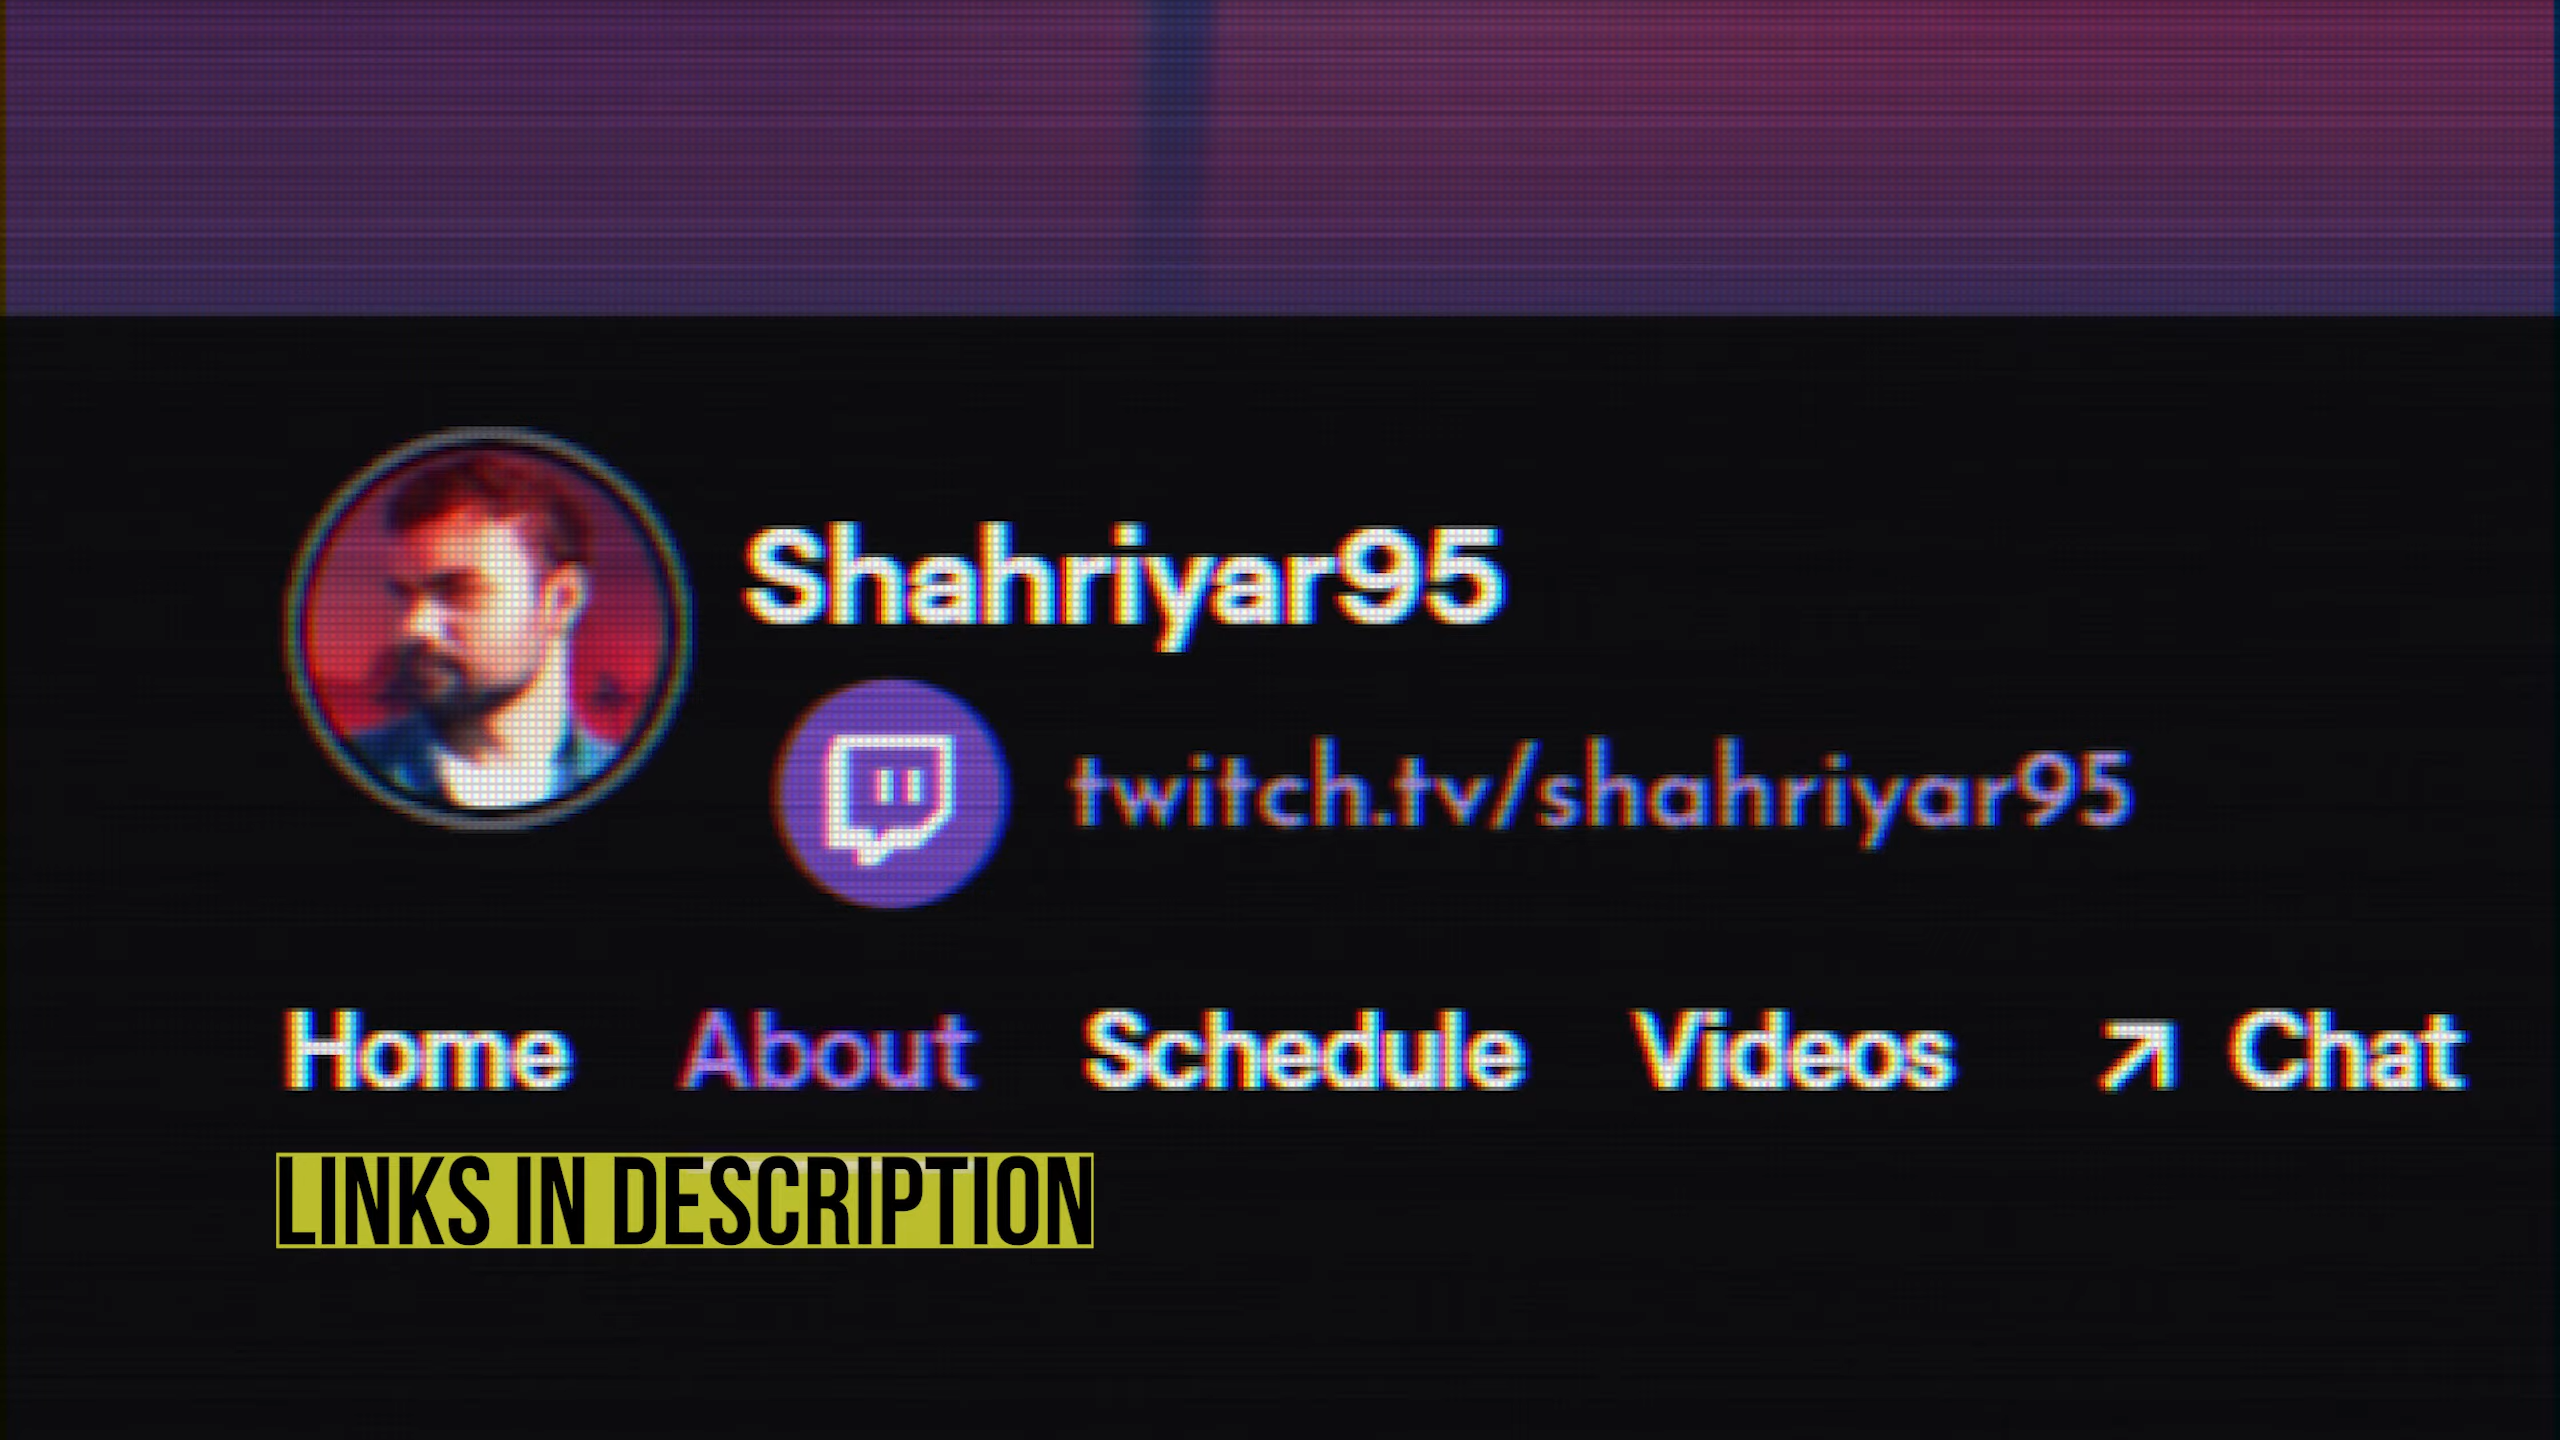 Shahriyar95
twitch.tv/shahriyar95
Home About Schedule Videos ↗ Chat
LINKS IN DESCRIPTION